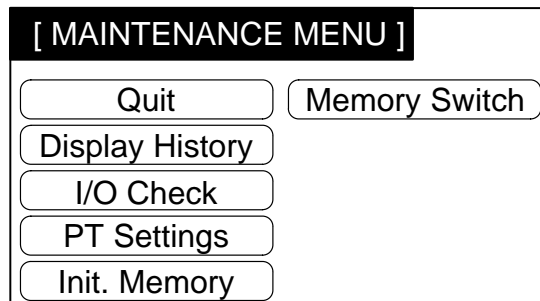 [ MAINTENANCE MENU ]
Quit Memory Switch
Display History
I/O Check
PT Settings
Init. Memory